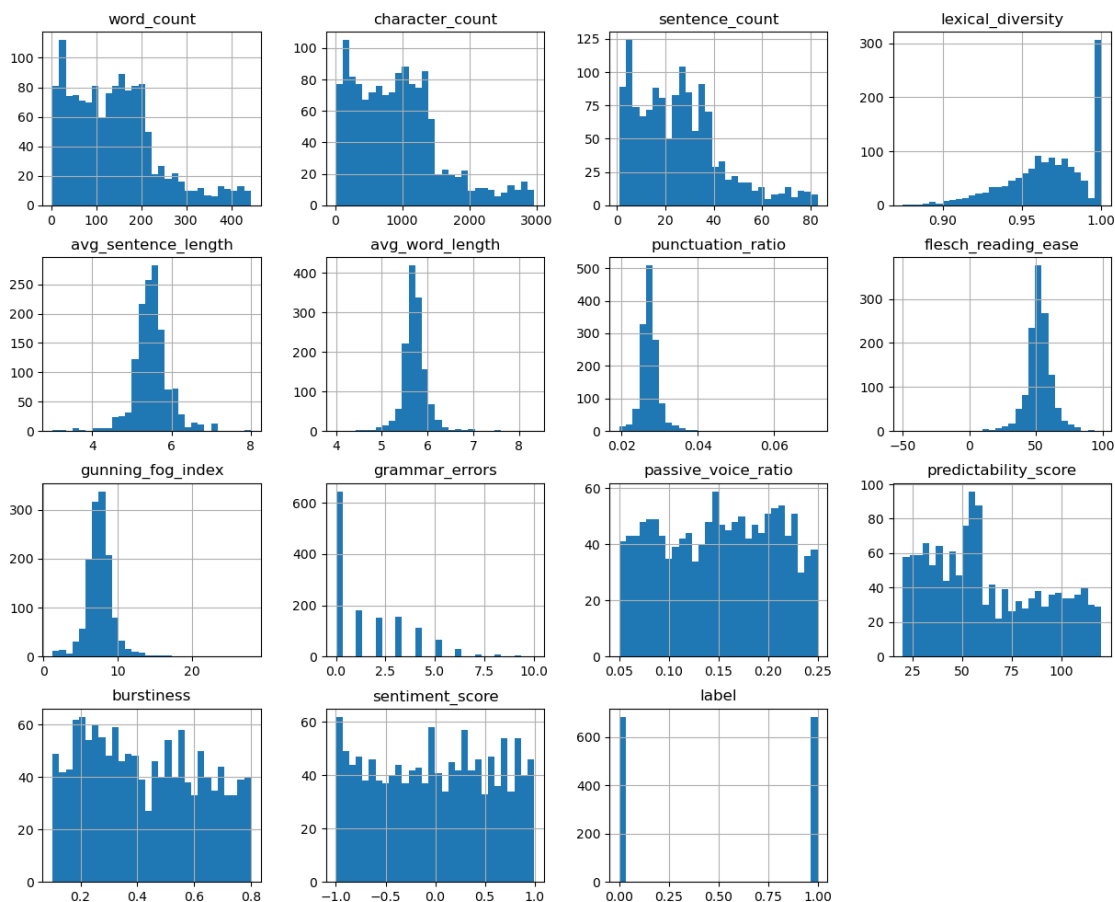 word_count character_count sentence_count lexical_diversity
100 80 60 40 20 0
0 100 200 300 400
100 80 60 40 20 0
0 1000 2000 3000
125 100 75 50 25 0
0 20 40 60 80
300 200 100 0
0.90 0.95 1.00
avg_sentence_length avg_word_length punctuation_ratio flesch_reading_ease
250 200 150 100 50 0
4 6 8
400 300 200 100 0
4 5 6 7 8
500 400 300 200 100 0
0.02 0.04 0.06
300 200 100 0
−50 0 50 100
gunning_fog_index grammar_errors passive_voice_ratio predictability_score
300 200 100 0
0 10 20
600 400 200 0
0.0 2.5 5.0 7.5 10.0
60 40 20 0
0.05 0.10 0.15 0.20 0.25
100 80 60 40 20 0
25 50 75 100
burstiness sentiment_score label
60 40 20 0
0.2 0.4 0.6 0.8
60 40 20 0
−1.0 −0.5 0.0 0.5 1.0
600 400 200 0
0.00 0.25 0.50 0.75 1.00